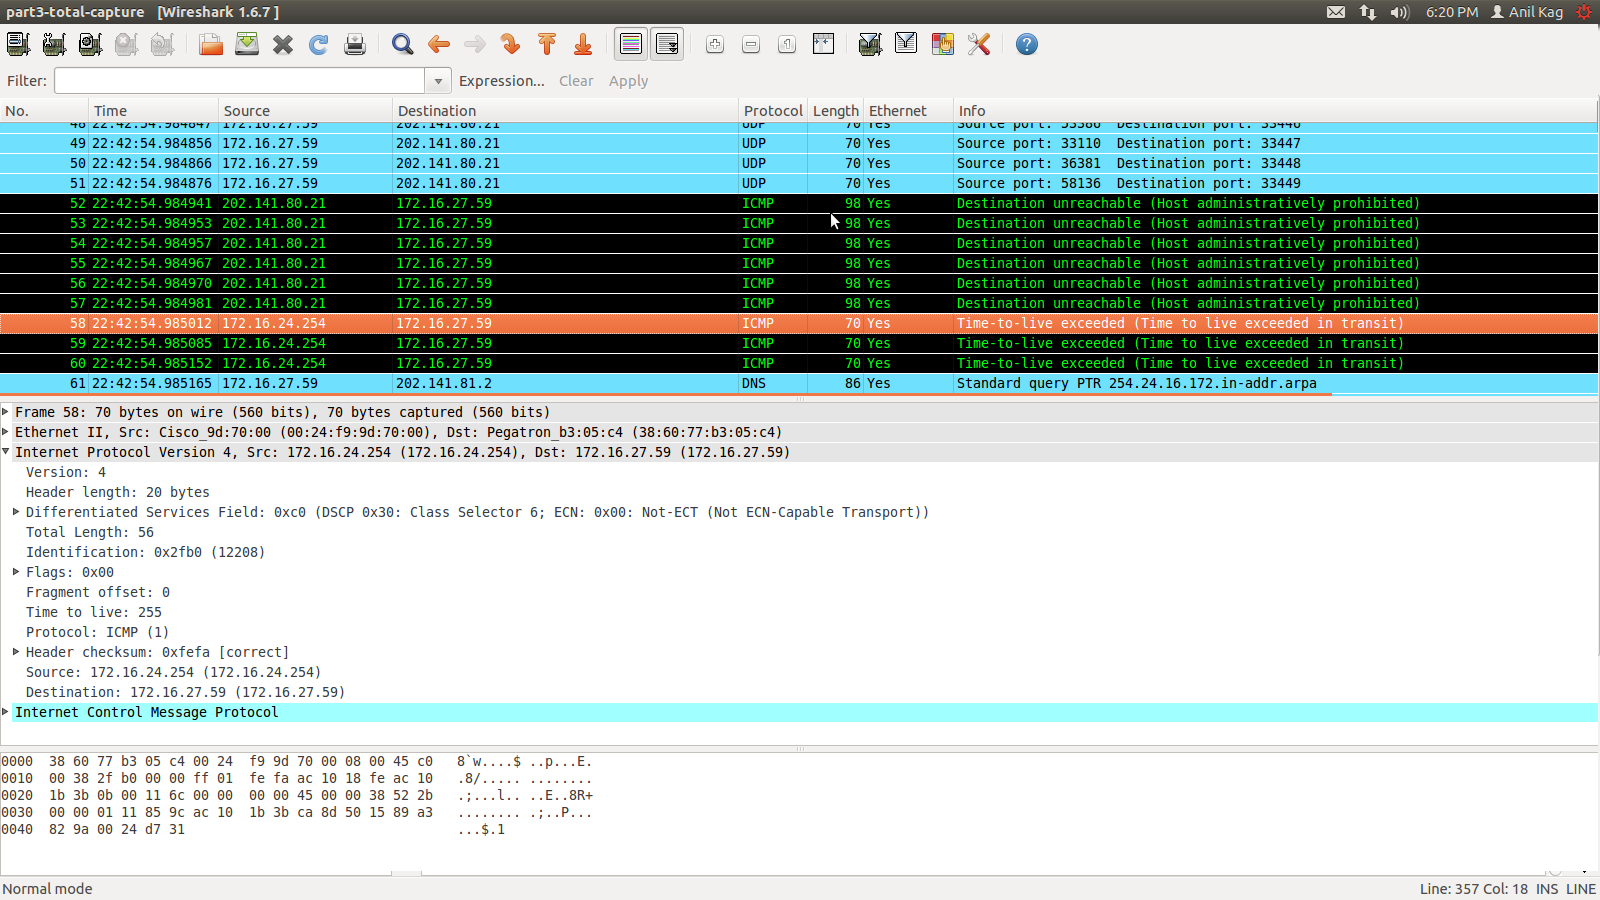 part3-total-capture [Wireshark 1.6.7 ] 6:20 PM Anil Kag
Filter: Expression... Clear Apply
No. Time Source Destination Protocol Length Ethernet Info
48 22:42:54.984847 172.16.27.59 202.141.80.21 UDP 70 Yes Source port: 53386 Destination port: 33446
49 22:42:54.984856 172.16.27.59 202.141.80.21 UDP 70 Yes Source port: 33110 Destination port: 33447
50 22:42:54.984866 172.16.27.59 202.141.80.21 UDP 70 Yes Source port: 36381 Destination port: 33448
51 22:42:54.984876 172.16.27.59 202.141.80.21 UDP 70 Yes Source port: 58136 Destination port: 33449
52 22:42:54.984941 202.141.80.21 172.16.27.59 ICMP 98 Yes Destination unreachable (Host administratively prohibited)
53 22:42:54.984953 202.141.80.21 172.16.27.59 ICMP 98 Yes Destination unreachable (Host administratively prohibited)
54 22:42:54.984957 202.141.80.21 172.16.27.59 ICMP 98 Yes Destination unreachable (Host administratively prohibited)
55 22:42:54.984967 202.141.80.21 172.16.27.59 ICMP 98 Yes Destination unreachable (Host administratively prohibited)
56 22:42:54.984970 202.141.80.21 172.16.27.59 ICMP 98 Yes Destination unreachable (Host administratively prohibited)
57 22:42:54.984981 202.141.80.21 172.16.27.59 ICMP 98 Yes Destination unreachable (Host administratively prohibited)
58 22:42:54.985012 172.16.24.254 172.16.27.59 ICMP 70 Yes Time-to-live exceeded (Time to live exceeded in transit)
59 22:42:54.985085 172.16.24.254 172.16.27.59 ICMP 70 Yes Time-to-live exceeded (Time to live exceeded in transit)
60 22:42:54.985152 172.16.24.254 172.16.27.59 ICMP 70 Yes Time-to-live exceeded (Time to live exceeded in transit)
61 22:42:54.985165 172.16.27.59 202.141.81.2 DNS 86 Yes Standard query PTR 254.24.16.172.in-addr.arpa
Frame 58: 70 bytes on wire (560 bits), 70 bytes captured (560 bits)
Ethernet II, Src: Cisco_9d:70:00 (00:24:f9:9d:70:00), Dst: Pegatron_b3:05:c4 (38:60:77:b3:05:c4)
Internet Protocol Version 4, Src: 172.16.24.254 (172.16.24.254), Dst: 172.16.27.59 (172.16.27.59)
Version: 4
Header length: 20 bytes
Differentiated Services Field: 0xc0 (DSCP 0x30: Class Selector 6; ECN: 0x00: Not-ECT (Not ECN-Capable Transport))
Total Length: 56
Identification: 0x2fb0 (12208)
Flags: 0x00
Fragment offset: 0
Time to live: 255
Protocol: ICMP (1)
Header checksum: 0xfefa [correct]
Source: 172.16.24.254 (172.16.24.254)
Destination: 172.16.27.59 (172.16.27.59)
Internet Control Message Protocol
0000 38 60 77 b3 05 c4 00 24 f9 9d 70 00 08 00 45 c0 8`w....$ ..p...E.
0010 00 38 2f b0 00 00 ff 01 fe fa ac 10 18 fe ac 10 .8/..... ........
0020 1b 3b 0b 00 11 6c 00 00 00 00 45 00 00 38 52 2b .;...l.. ..E..8R+
0030 00 00 01 11 85 9c ac 10 1b 3b ca 8d 50 15 89 a3 ........ .;..P...
0040 82 9a 00 24 d7 31 ...$.1
Normal mode Line: 357 Col: 18 INS LINE